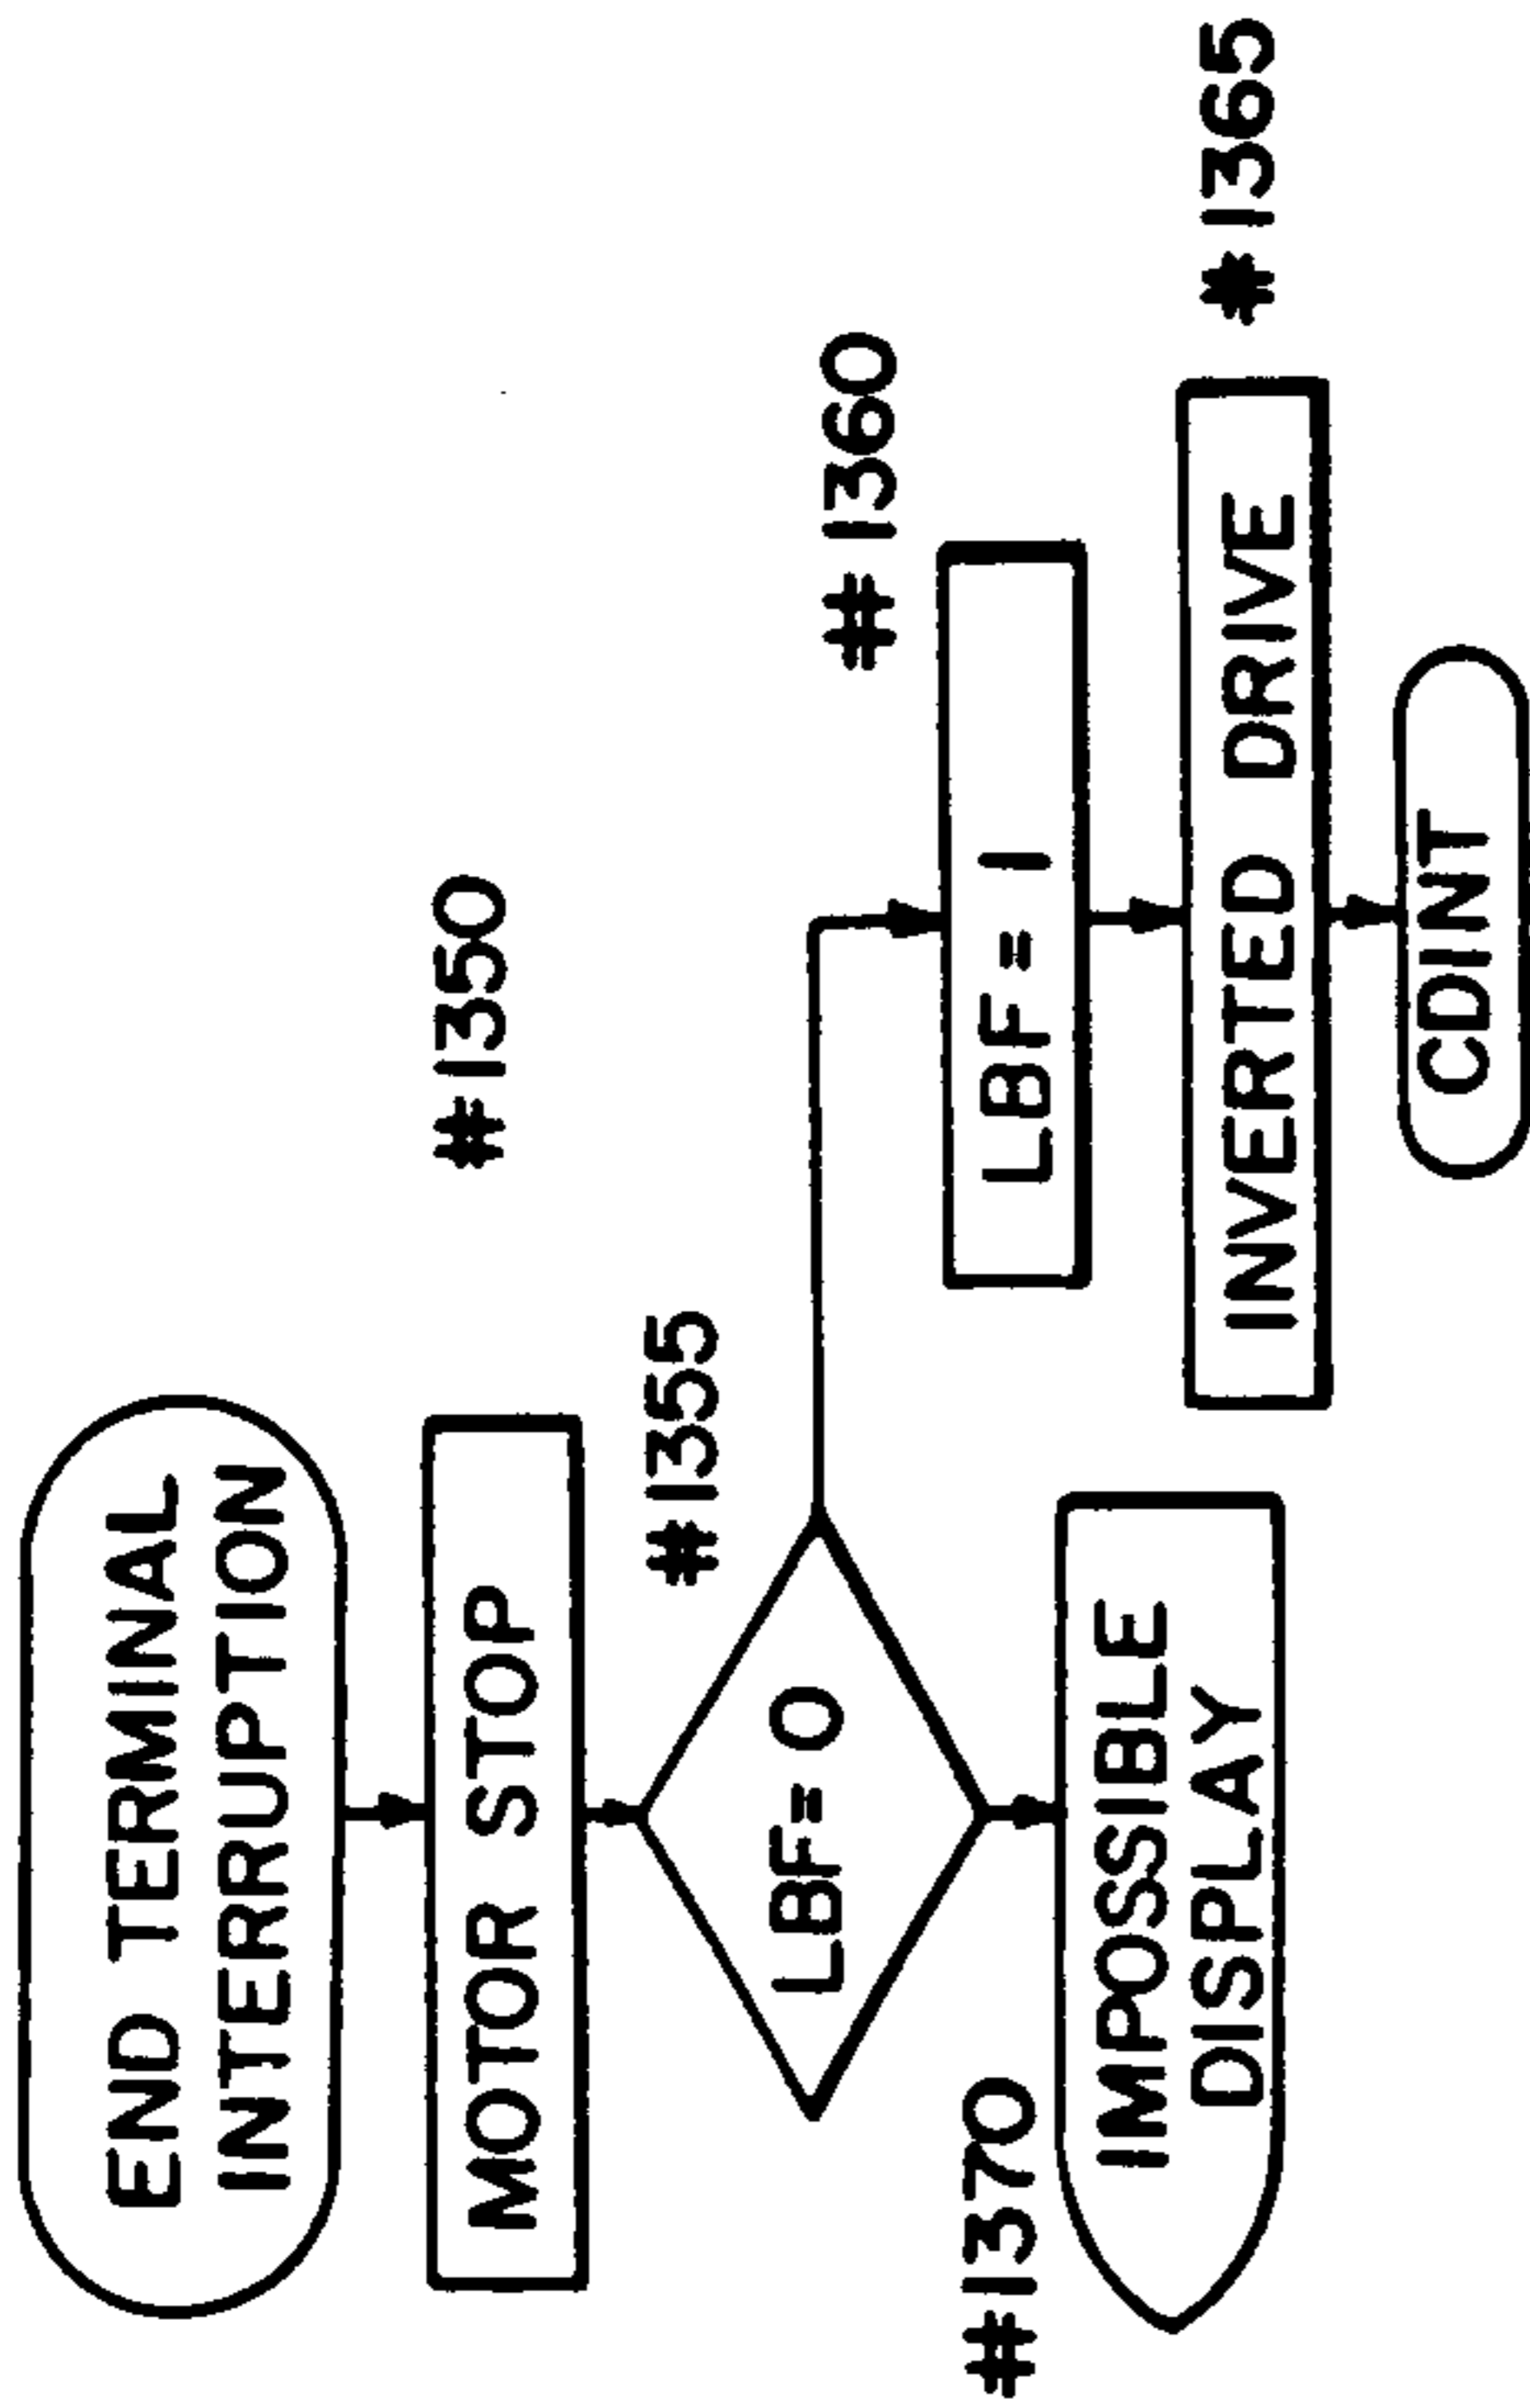 END TERMINAL
INTERRUPTION
#1350
MOTOR STOP
#1355
LBF=0
#1360
LBF=1
#1370
IMPOSSIBLE
DISPLAY
*1365
INVERTED DRIVE
CDINT